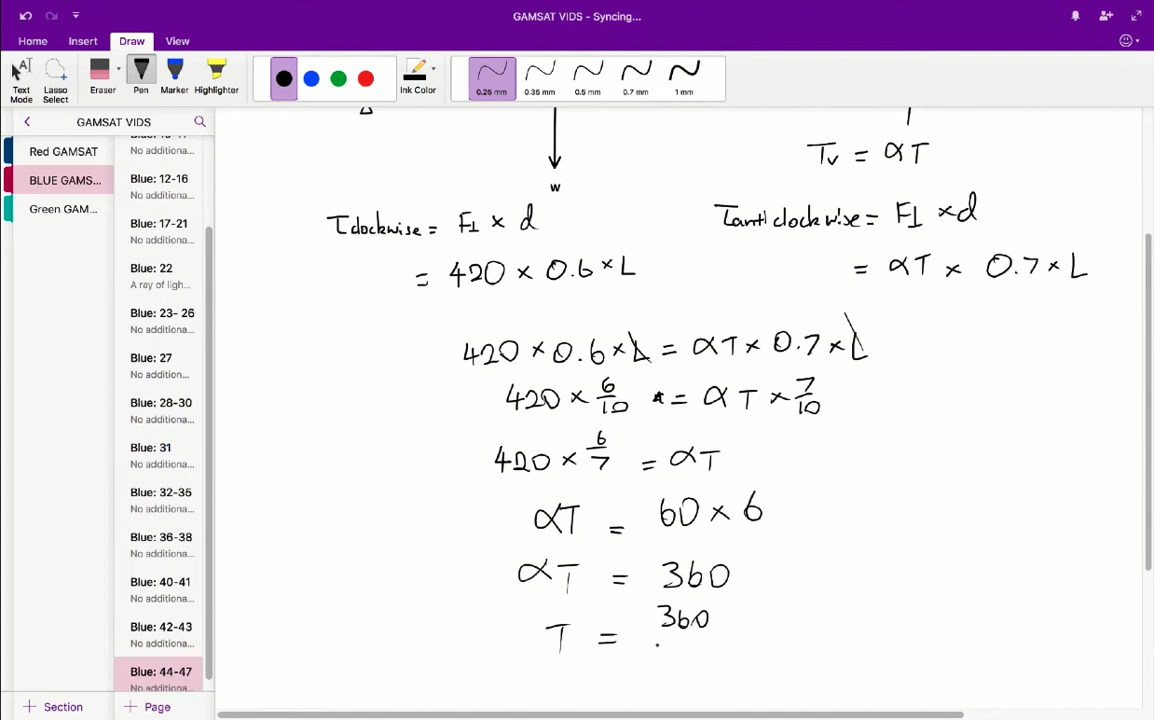 GAMSAT VIDS - Syncing...
Home Insert Draw View
Text Mode
Lasso Select
Eraser
Pen
Marker
Highlighter
Ink Color
0.25 mm
0.35 mm
0.5 mm
0.7 mm
1 mm
GAMSAT VIDS
Red GAMSAT
BLUE GAMS...
Green GAM...
No additiona...
Blue: 12-16
No additiona...
Blue: 17-21
No additiona...
Blue: 22
A ray of ligh...
Blue: 23- 26
No additiona...
Blue: 27
No additiona...
Blue: 28-30
No additiona...
Blue: 31
No additiona...
Blue: 32-35
No additiona...
Blue: 36-38
No additiona...
Blue: 40-41
No additiona...
Blue: 42-43
No additiona...
Blue: 44-47
No additiona...
+ Section
+ Page
w
Tv = αT
τclockwise = F⊥ × d
= 420 × 0.6 × L
τanticlockwise = F⊥ × d
= αT × 0.7 × L
420 × 0.6 × L = αT × 0.7 × L
420 × 6/10 = αT × 7/10
420 × 6/7 = αT
αT = 60 × 6
αT = 360
T = 360